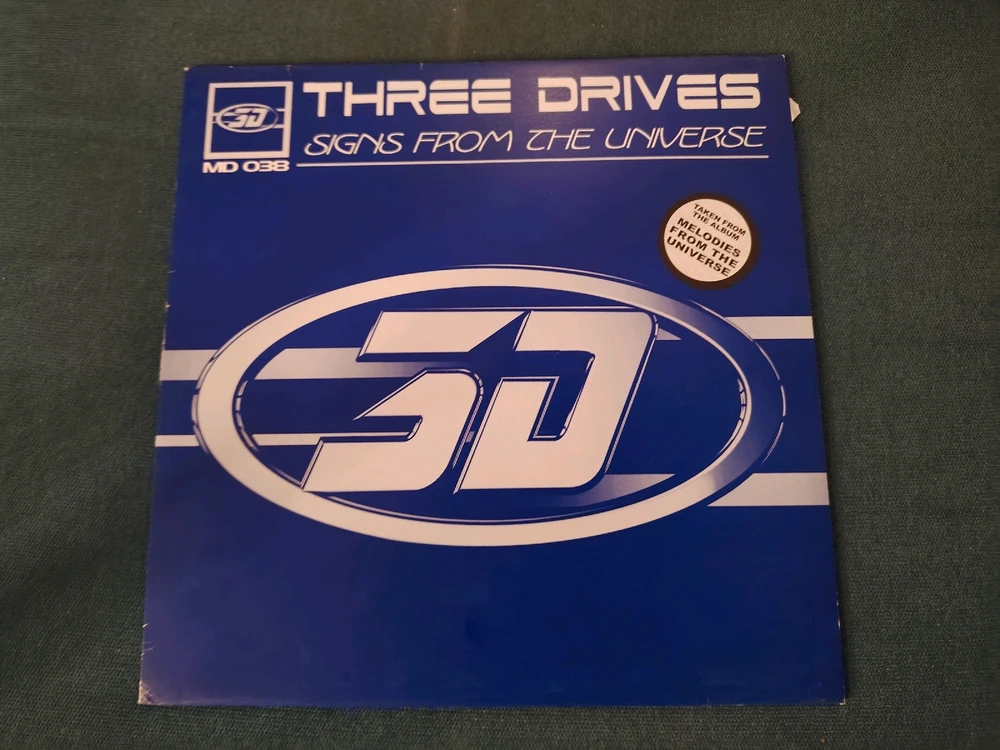 3D
THREE DRIVES
SIGNS FROM THE UNIVERSE
MD 038
TAKEN FROM
THE ALBUM
MELODIES
FROM THE
UNIVERSE
3D